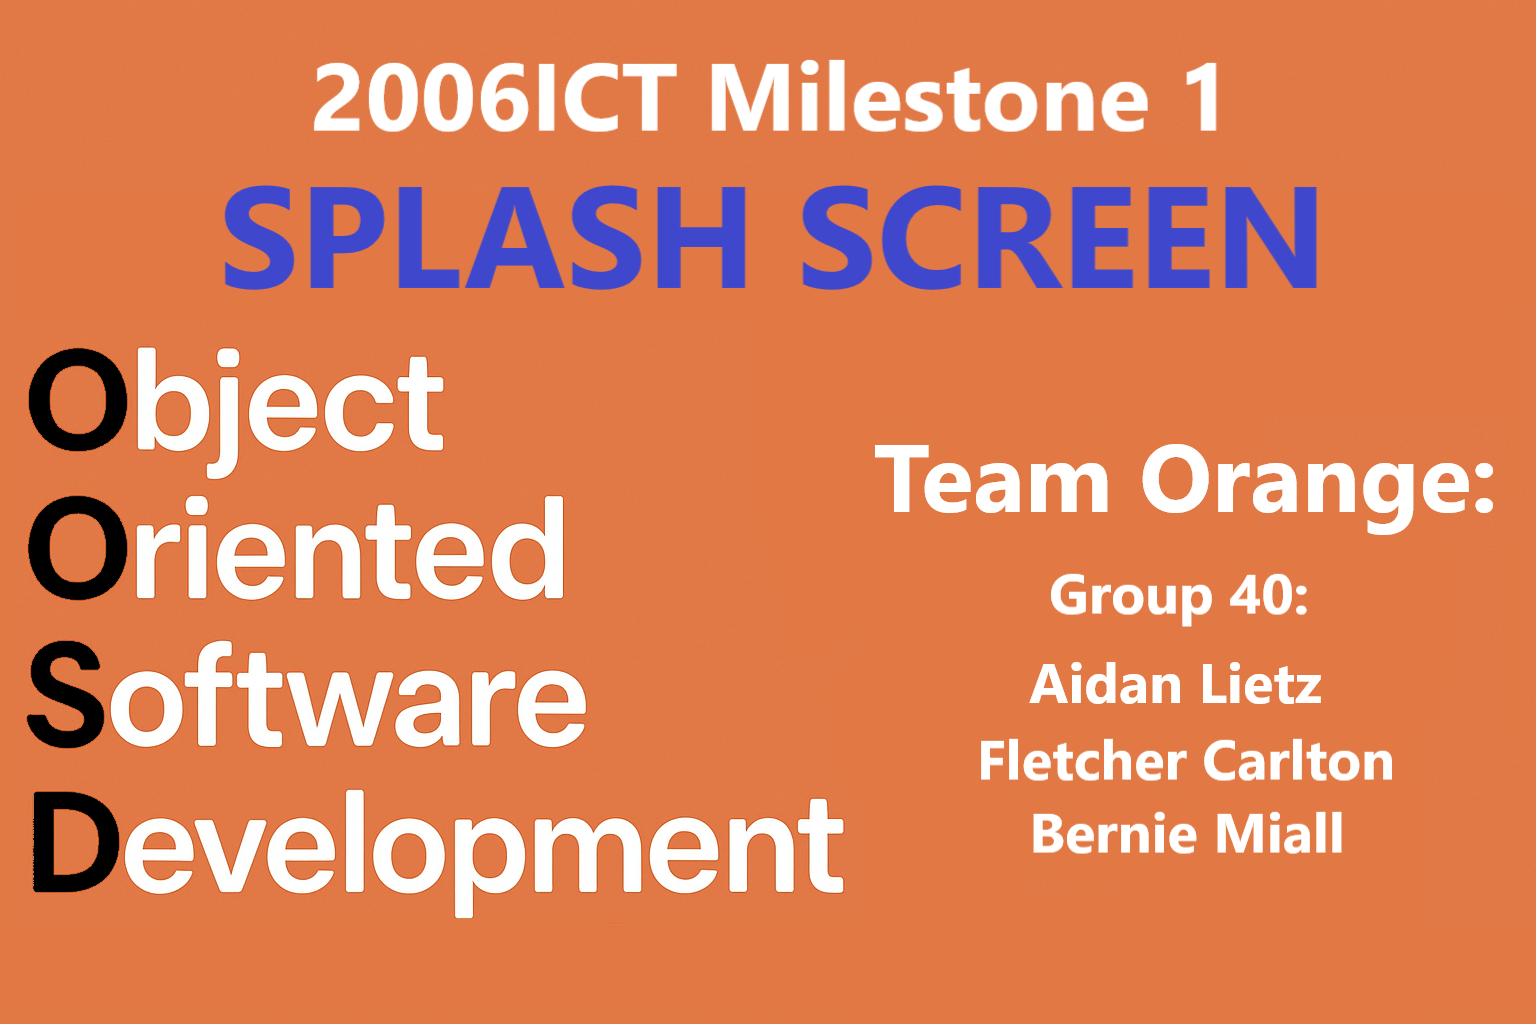 2006ICT Milestone 1
SPLASH SCREEN
Object
Oriented
Software
Development
Team Orange:
Group 40:
Aidan Lietz
Fletcher Carlton
Bernie Miall